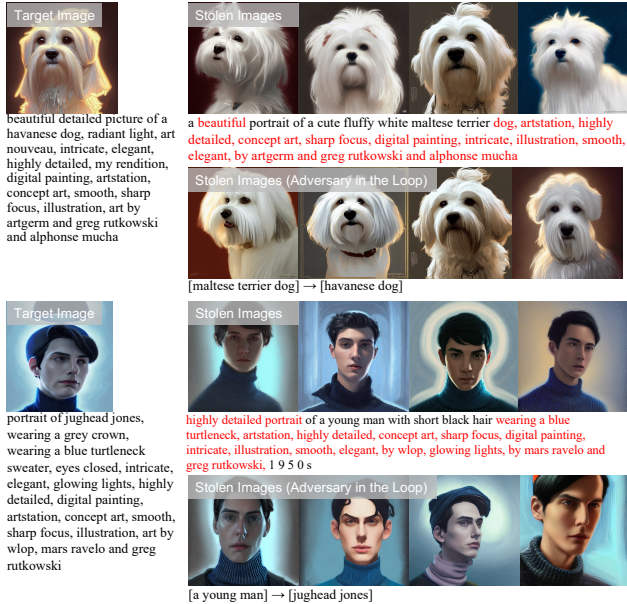 Target Image
beautiful detailed picture of a
havanese dog, radiant light, art
nouveau, intricate, elegant,
highly detailed, my rendition,
digital painting, artstation,
concept art, smooth, sharp
focus, illustration, art by
artgerm and greg rutkowski
and alphonse mucha
Stolen Images
a beautiful portrait of a cute fluffy white maltese terrier dog, artstation, highly
detailed, concept art, sharp focus, digital painting, intricate, illustration, smooth,
elegant, by artgerm and greg rutkowski and alphonse mucha
Stolen Images (Adversary in the Loop)
[maltese terrier dog] → [havanese dog]
Target Image
portrait of jughead jones,
wearing a grey crown,
wearing a blue turtleneck
sweater, eyes closed, intricate,
elegant, glowing lights, highly
detailed, digital painting,
artstation, concept art, smooth,
sharp focus, illustration, art by
wlop, mars ravelo and greg
rutkowski
Stolen Images
highly detailed portrait of a young man with short black hair wearing a blue
turtleneck, artstation, highly detailed, concept art, sharp focus, digital painting,
intricate, illustration, smooth, elegant, by wlop, glowing lights, by mars ravelo and
greg rutkowski, 1 9 5 0 s
Stolen Images (Adversary in the Loop)
[a young man] → [jughead jones]